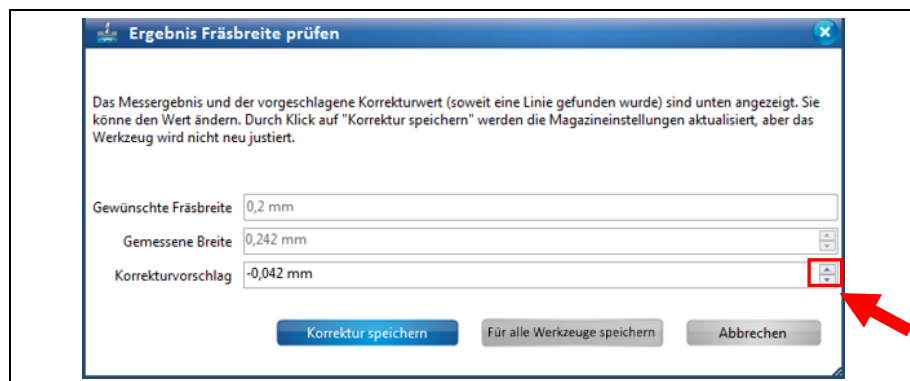 Ergebnis Fräsbreite prüfen
Das Messergebnis und der vorgeschlagene Korrekturwert (soweit eine Linie gefunden wurde) sind unten angezeigt. Sie
könne den Wert ändern. Durch Klick auf "Korrektur speichern" werden die Magazineinstellungen aktualisiert, aber das
Werkzeug wird nicht neu justiert.
Gewünschte Fräsbreite 0,2 mm
Gemessene Breite 0,242 mm
Korrekturvorschlag -0,042 mm
Korrektur speichern Für alle Werkzeuge speichern Abbrechen